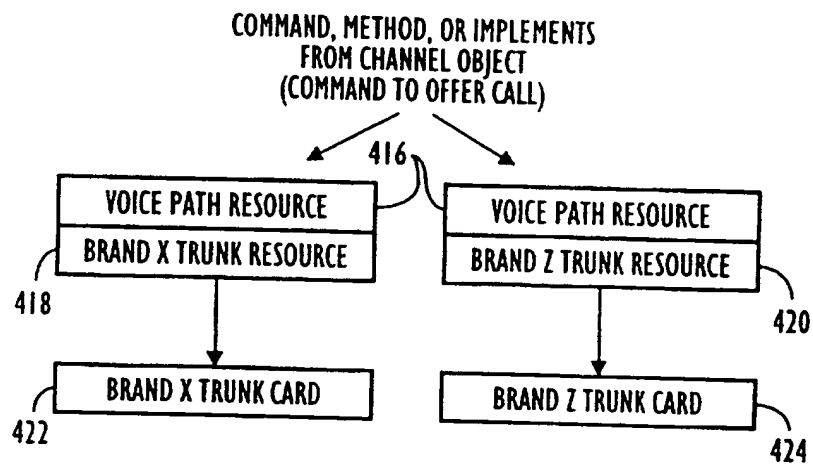 COMMAND, METHOD, OR IMPLEMENTS
FROM CHANNEL OBJECT
(COMMAND TO OFFER CALL)
416
VOICE PATH RESOURCE
BRAND X TRUNK RESOURCE
418
VOICE PATH RESOURCE
BRAND Z TRUNK RESOURCE
420
BRAND X TRUNK CARD
422
BRAND Z TRUNK CARD
424